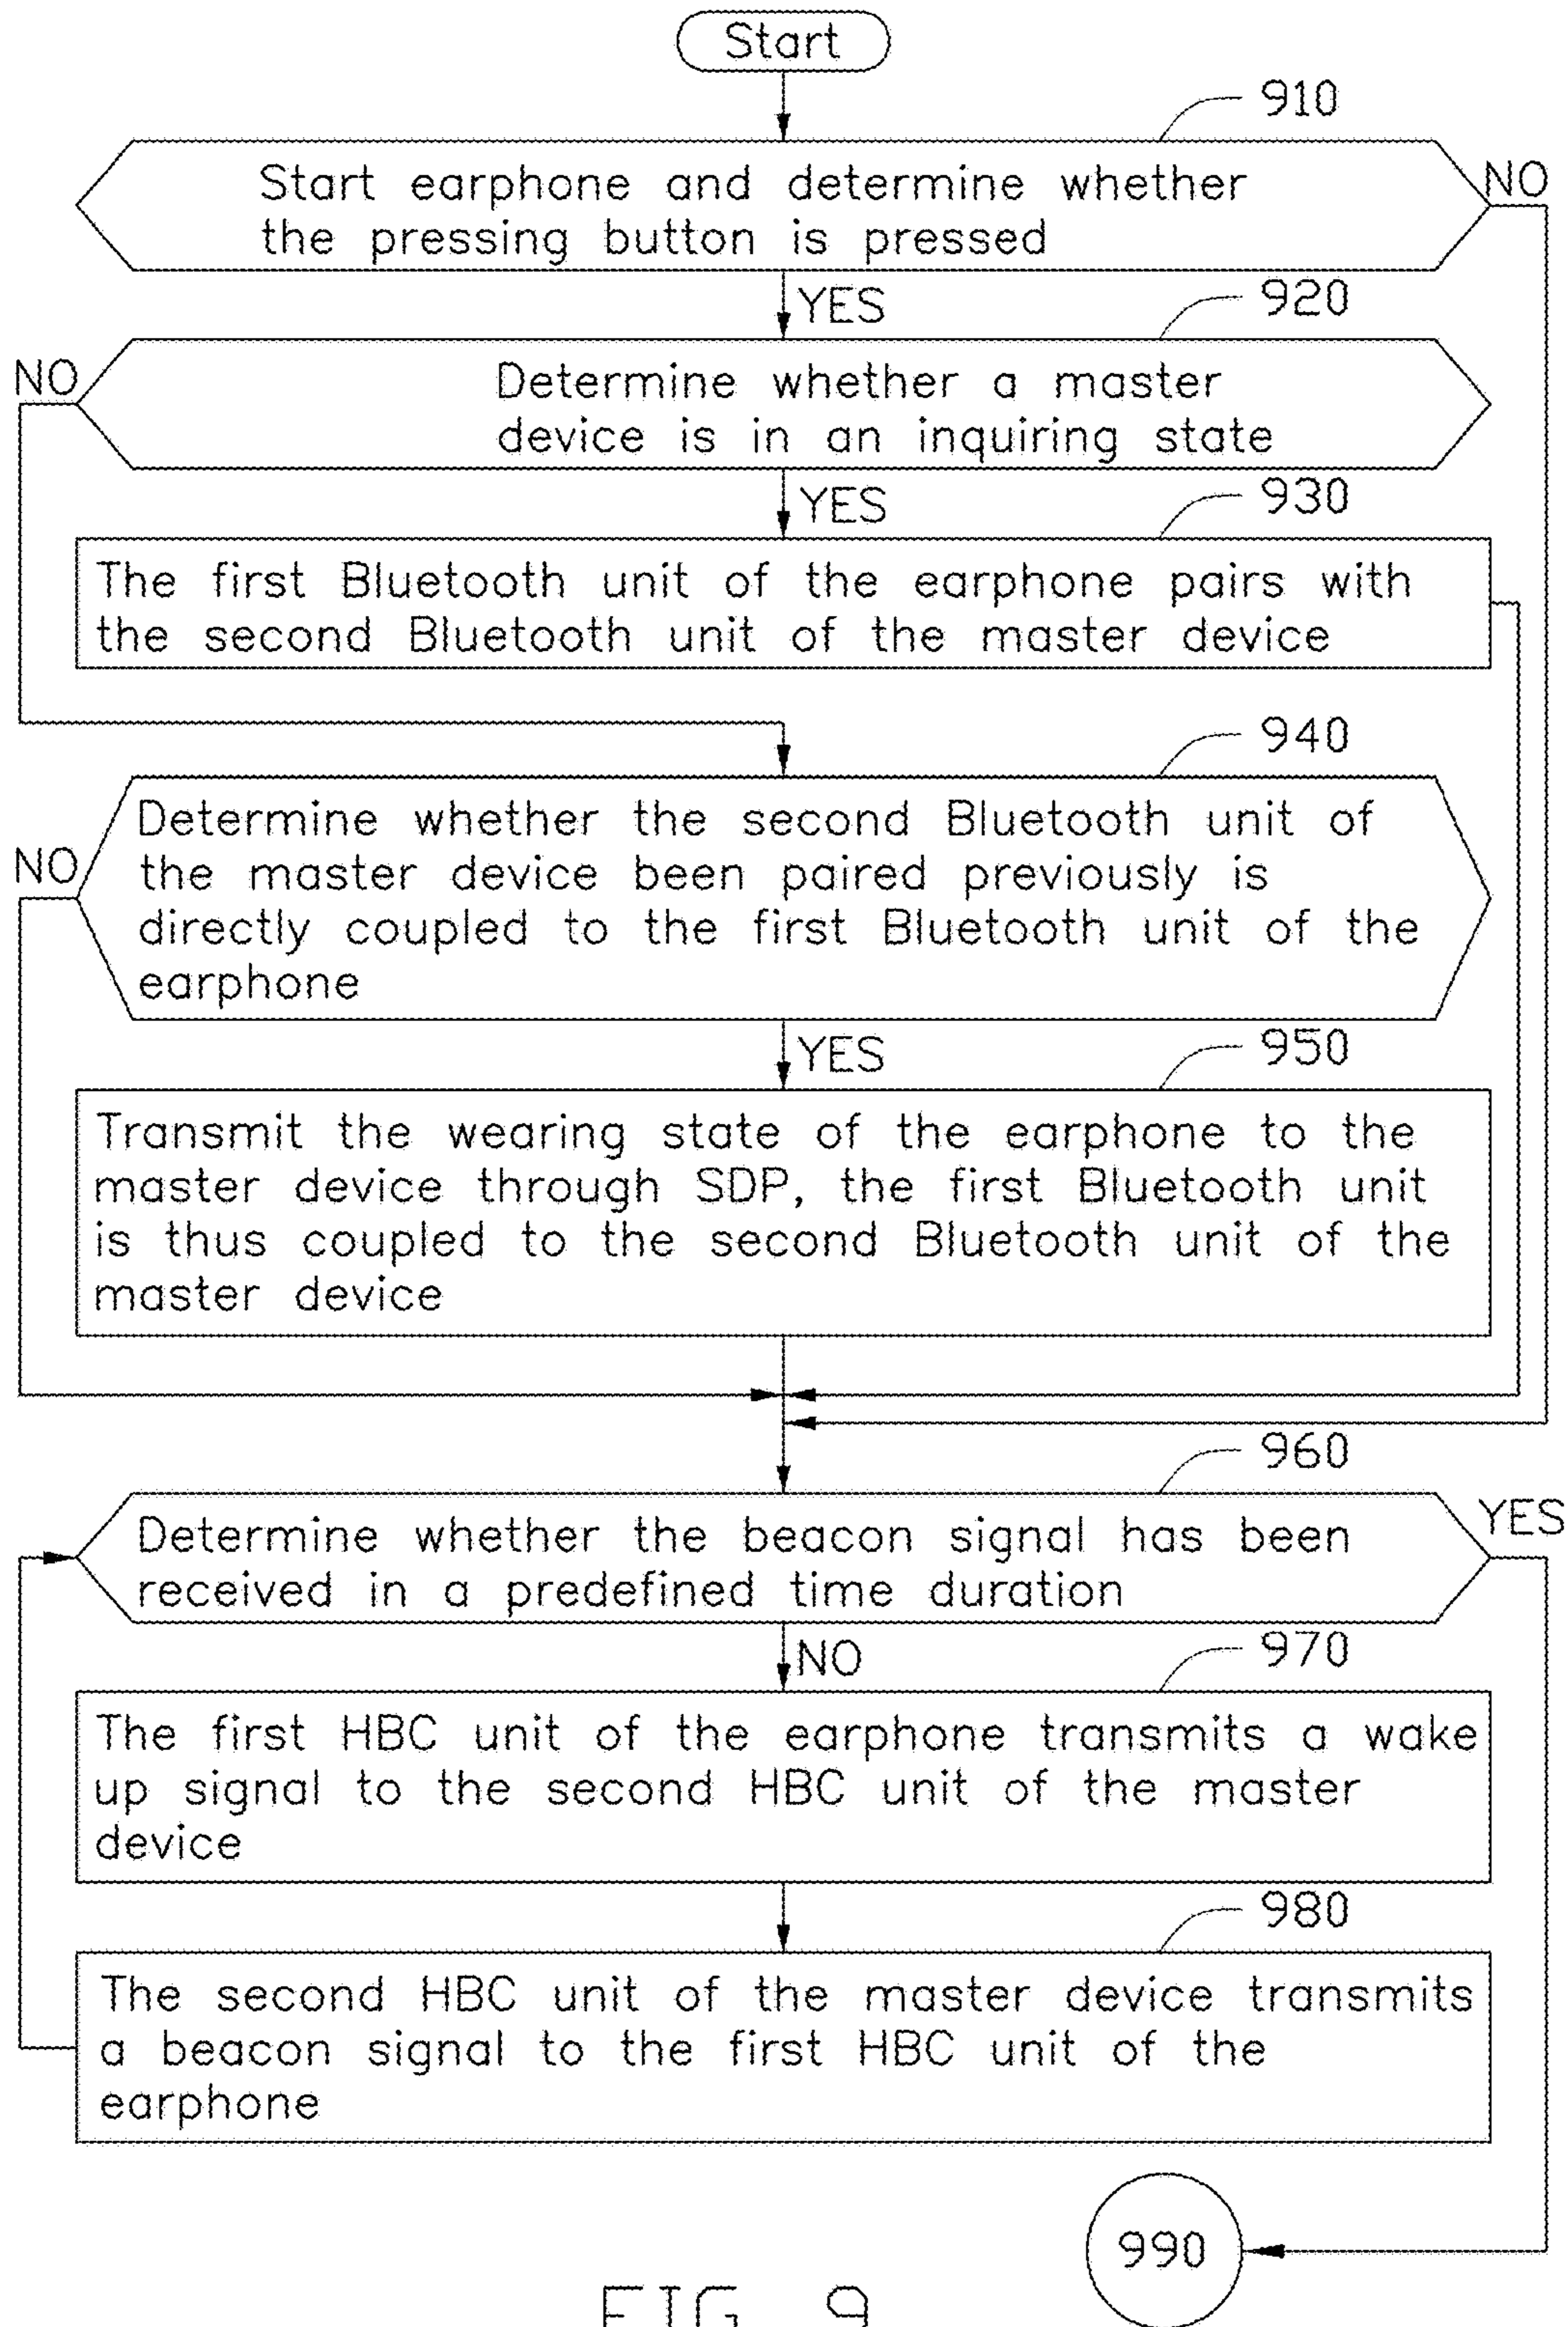 Start
910
Start earphone and determine whether
the pressing button is pressed
NO
YES
920
NO
Determine whether a master
device is in an inquiring state
YES
930
The first Bluetooth unit of the earphone pairs with
the second Bluetooth unit of the master device
940
NO
Determine whether the second Bluetooth unit of
the master device been paired previously is
directly coupled to the first Bluetooth unit of the
earphone
YES
950
Transmit the wearing state of the earphone to the
master device through SDP, the first Bluetooth unit
is thus coupled to the second Bluetooth unit of the
master device
960
Determine whether the beacon signal has been
received in a predefined time duration
YES
NO
970
The first HBC unit of the earphone transmits a wake
up signal to the second HBC unit of the master
device
980
The second HBC unit of the master device transmits
a beacon signal to the first HBC unit of the
earphone
990
FIG. 9